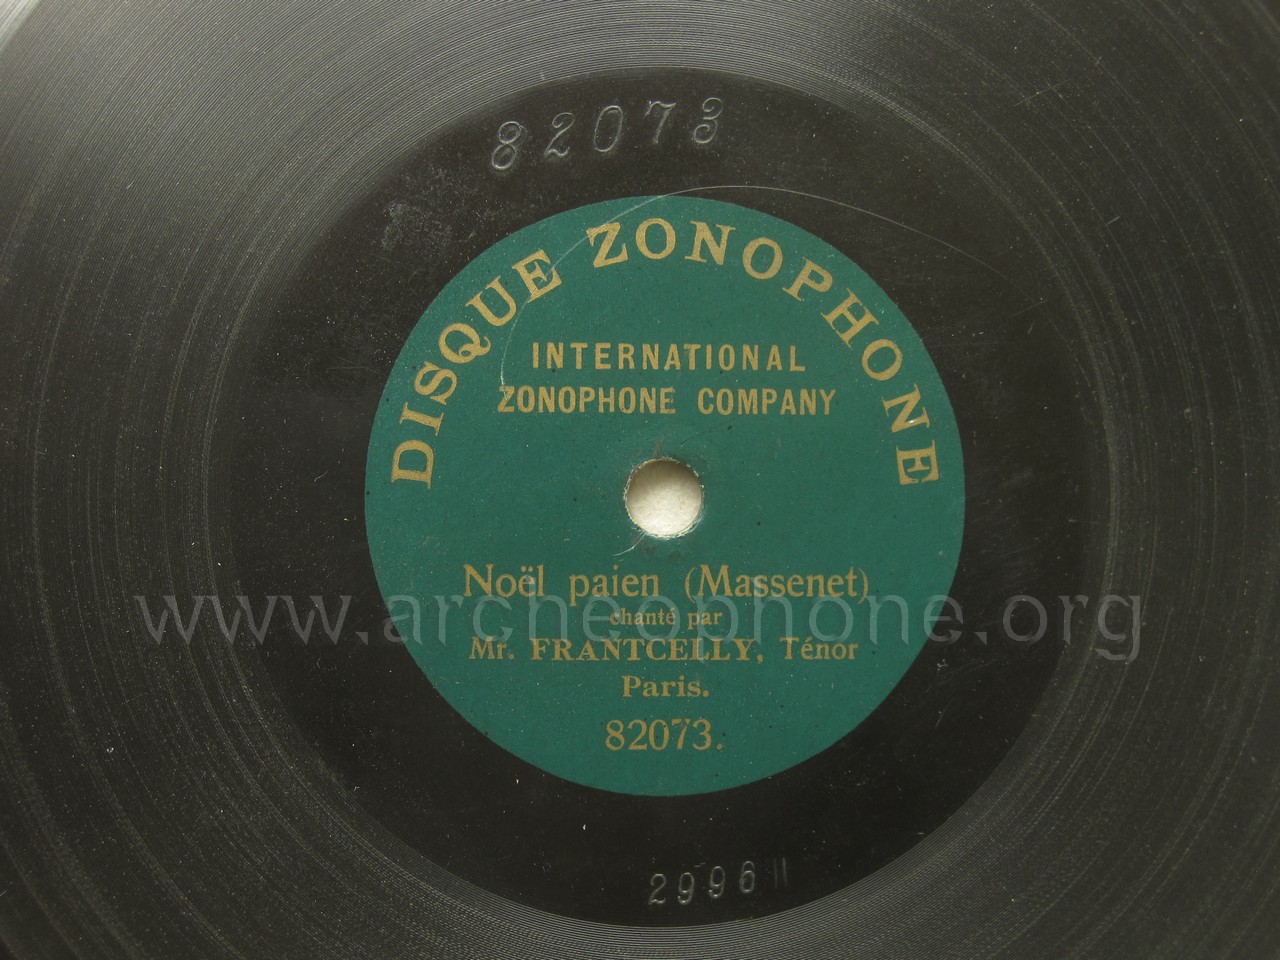 82073
DISQUE ZONOPHONE
INTERNATIONAL
ZONOPHONE COMPANY
Noël paien (Massenet)
www.archeophone.org
chanté par
Mr. FRANTCELLY, Ténor
Paris.
82073.
2996 II